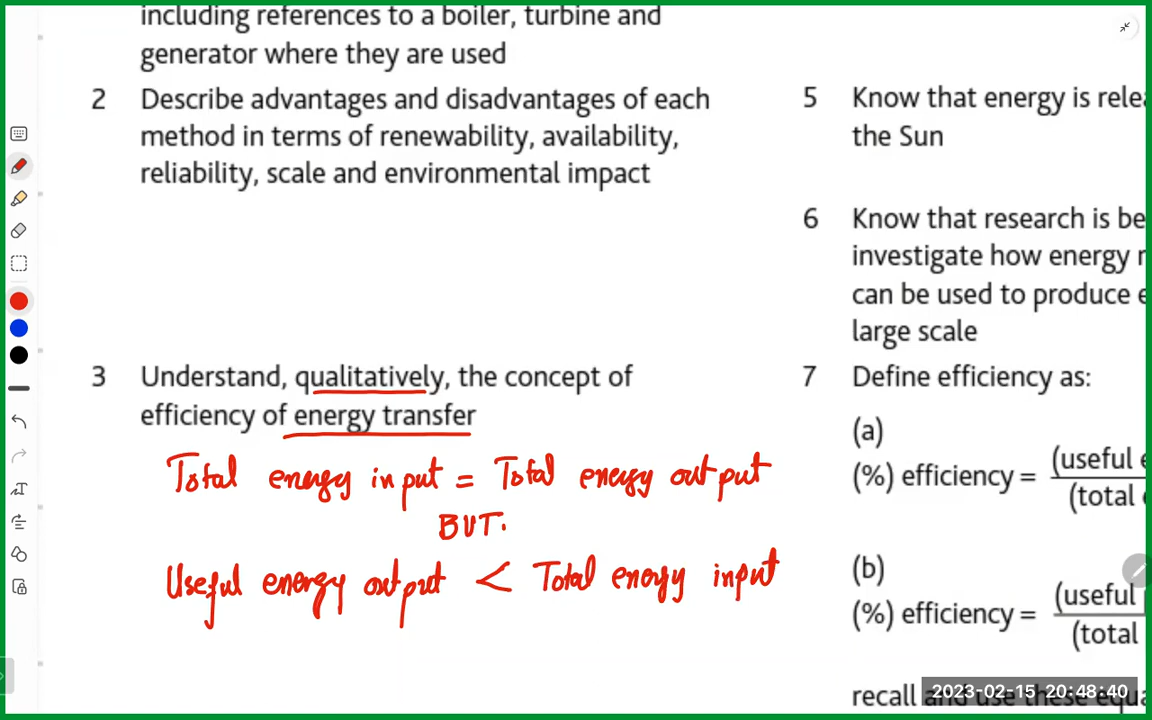 including references to a boiler, turbine and
generator where they are used
2 Describe advantages and disadvantages of each
method in terms of renewability, availability,
reliability, scale and environmental impact
3 Understand, qualitatively, the concept of
efficiency of energy transfer
Total energy input = Total energy output
BUT.
Useful energy output < Total energy input
5 Know that energy is rele
the Sun
6 Know that research is be
investigate how energy
can be used to produce e
large scale
7 Define efficiency as:
(a)
(%) efficiency = (useful e
(total e
(b)
(%) efficiency = (useful
(total
recall and use these equa
2023-02-15 20:48:40